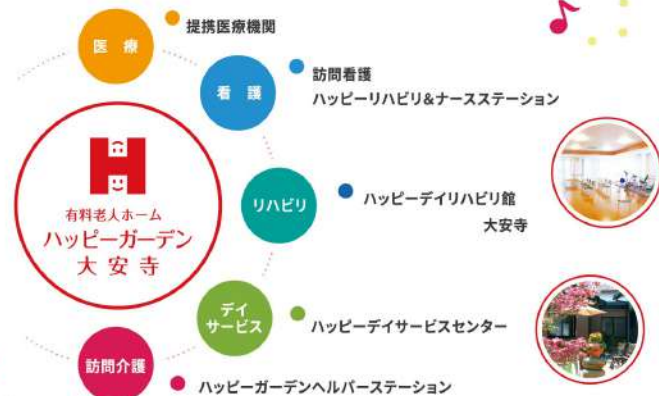 医療
提携医療機関
看護
訪問看護
ハッピーリハビリ&ナースステーション
有料老人ホーム
ハッピーガーデン
大安寺
リハビリ
ハッピーデイリハビリ館
大安寺
デイ
サービス
ハッピーデイサービスセンター
訪問介護
ハッピーガーデンヘルパーステーション